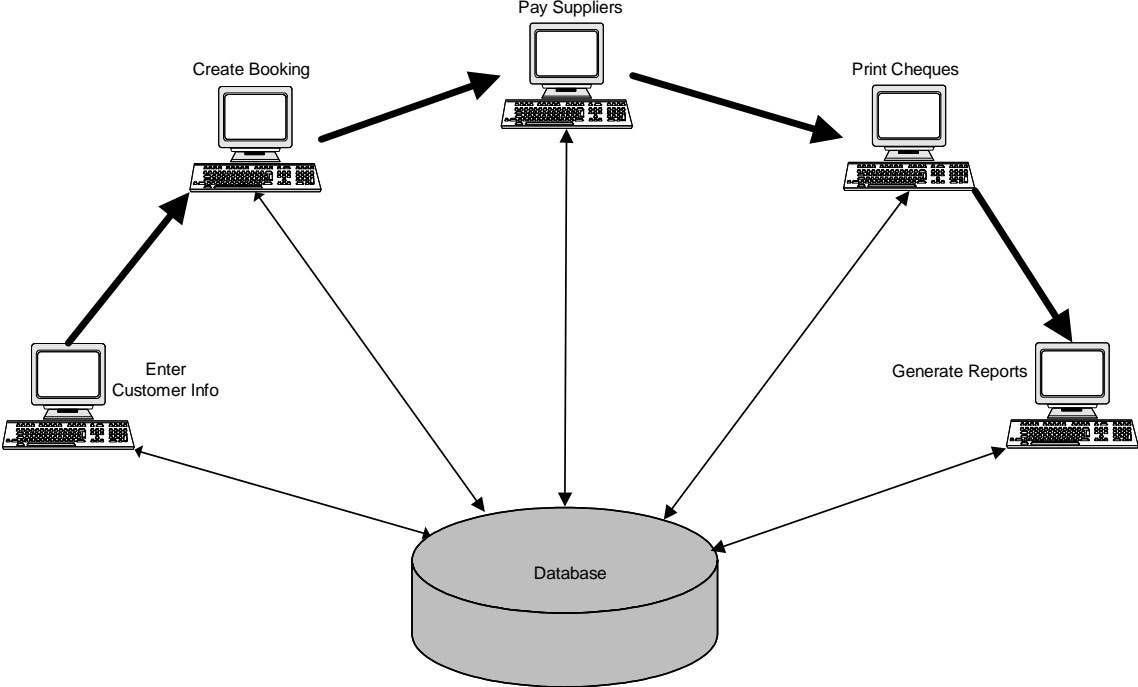 Pay Suppliers
Create Booking
Print Cheques
Enter
Customer Info
Generate Reports
Database